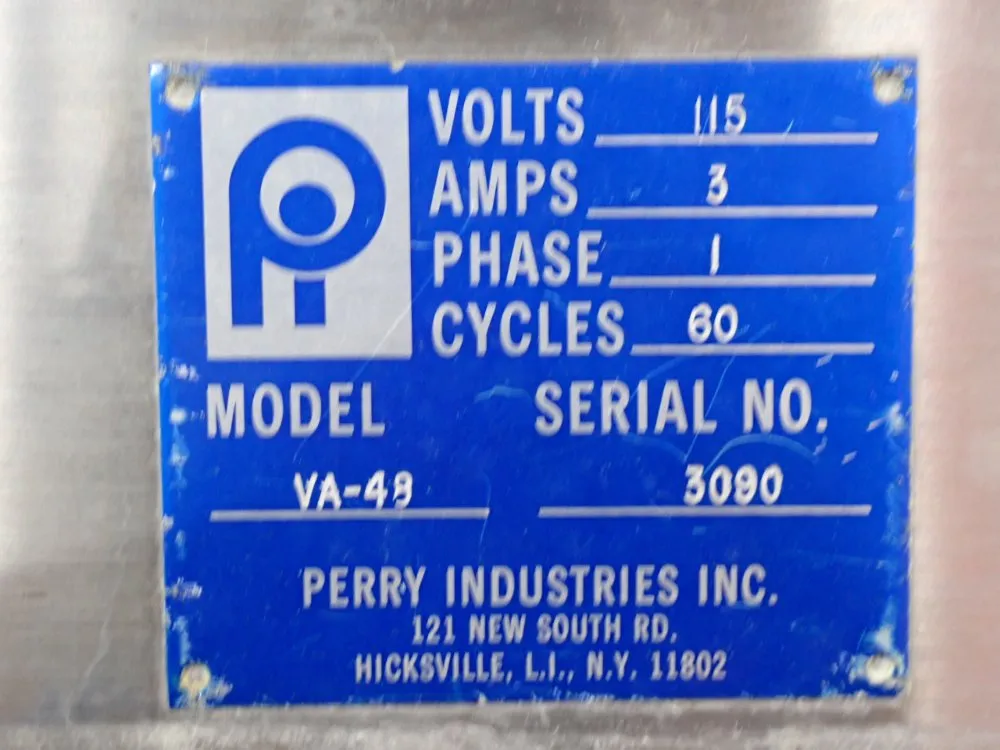 VOLTS 115
AMPS 3
PHASE 1
CYCLES 60
MODEL SERIAL NO.
VA-48 3090
PERRY INDUSTRIES INC.
121 NEW SOUTH RD.
HICKSVILLE, L.I., N.Y. 11802